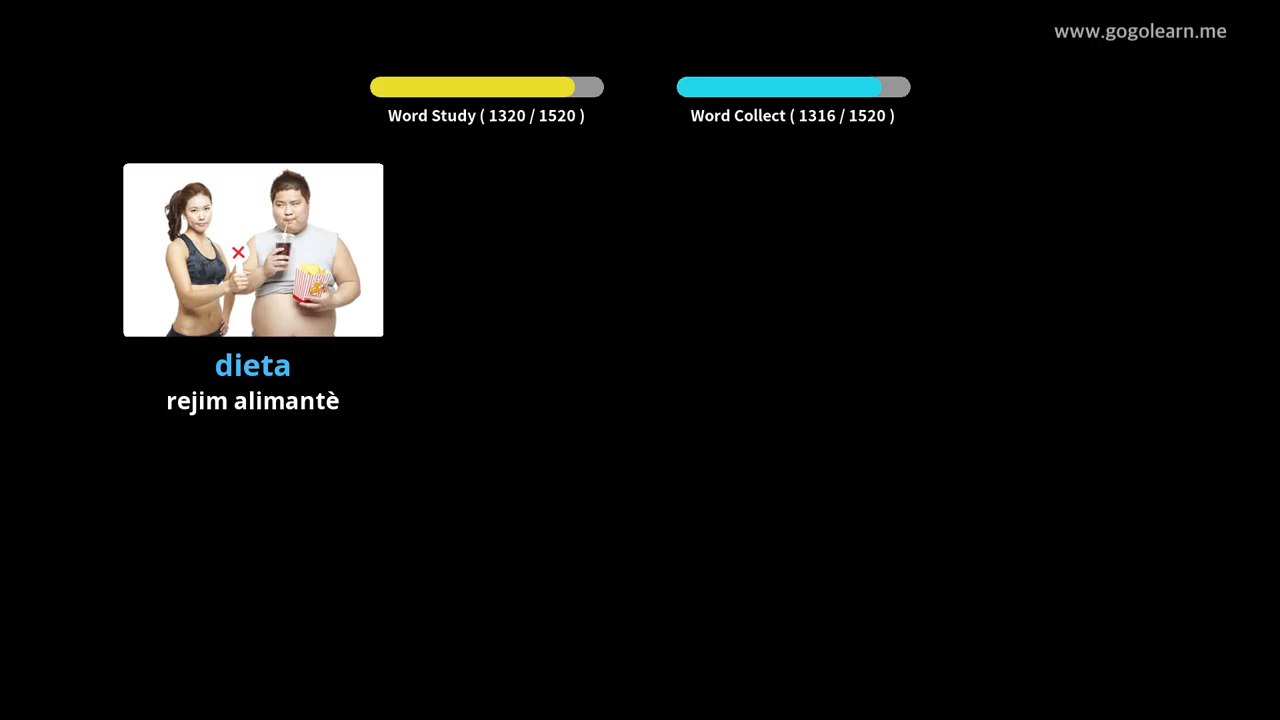 www.gogolearn.me
Word Study ( 1320 / 1520 )
Word Collect ( 1316 / 1520 )
dieta
rejim alimantè